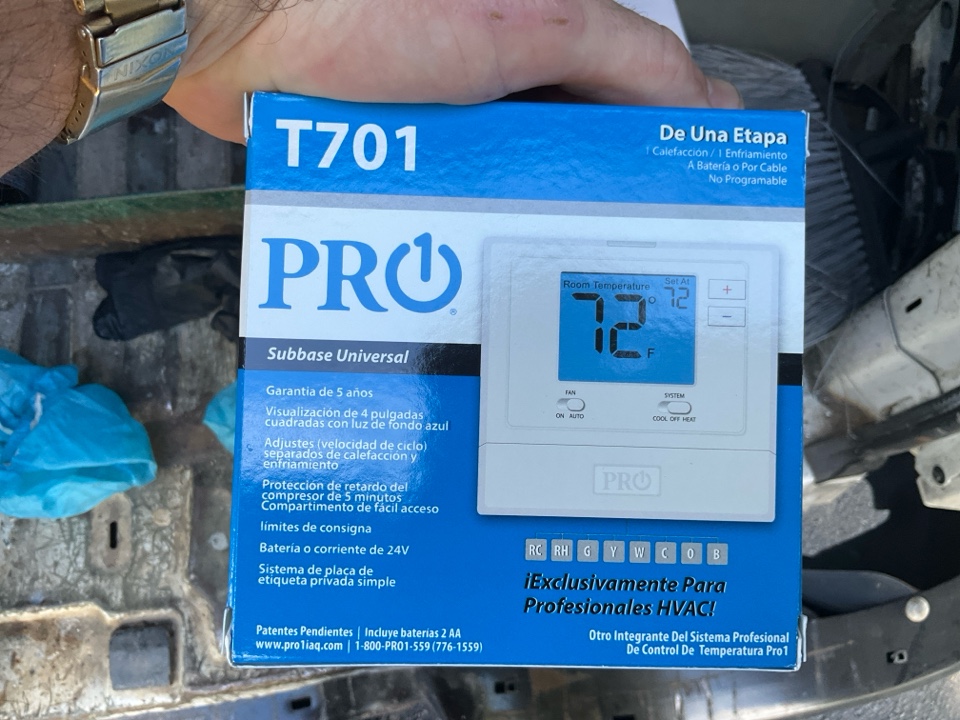 NIXON
T701
De Una Etapa
1 Calefacción / 1 Enfriamiento
A Batería o Por Cable
No Programable
PRO1®
Subbase Universal
Room Temperature
Set At
72° F
72
+
-
FAN
ON AUTO
SYSTEM
COOL OFF HEAT
PRO1
Garantia de 5 años
Visualización de 4 pulgadas
cuadradas con luz de fondo azul
Adjustes (velocidad de ciclo)
separados de calefacción y
enfriamiento
Protección de retardo del
compresor de 5 minutos
Compartimento de fácil acceso
límites de consigna
Batería o corriente de 24V
Sistema de placa de
etiqueta privada simple
RC RH G Y W C O B
¡Exclusivamente Para
Profesionales HVAC!
Patentes Pendientes | Incluye baterías 2 AA
www.pro1iaq.com | 1-800-PRO1-559 (776-1559)
Otro Integrante Del Sistema Profesional
De Control De Temperatura Pro1